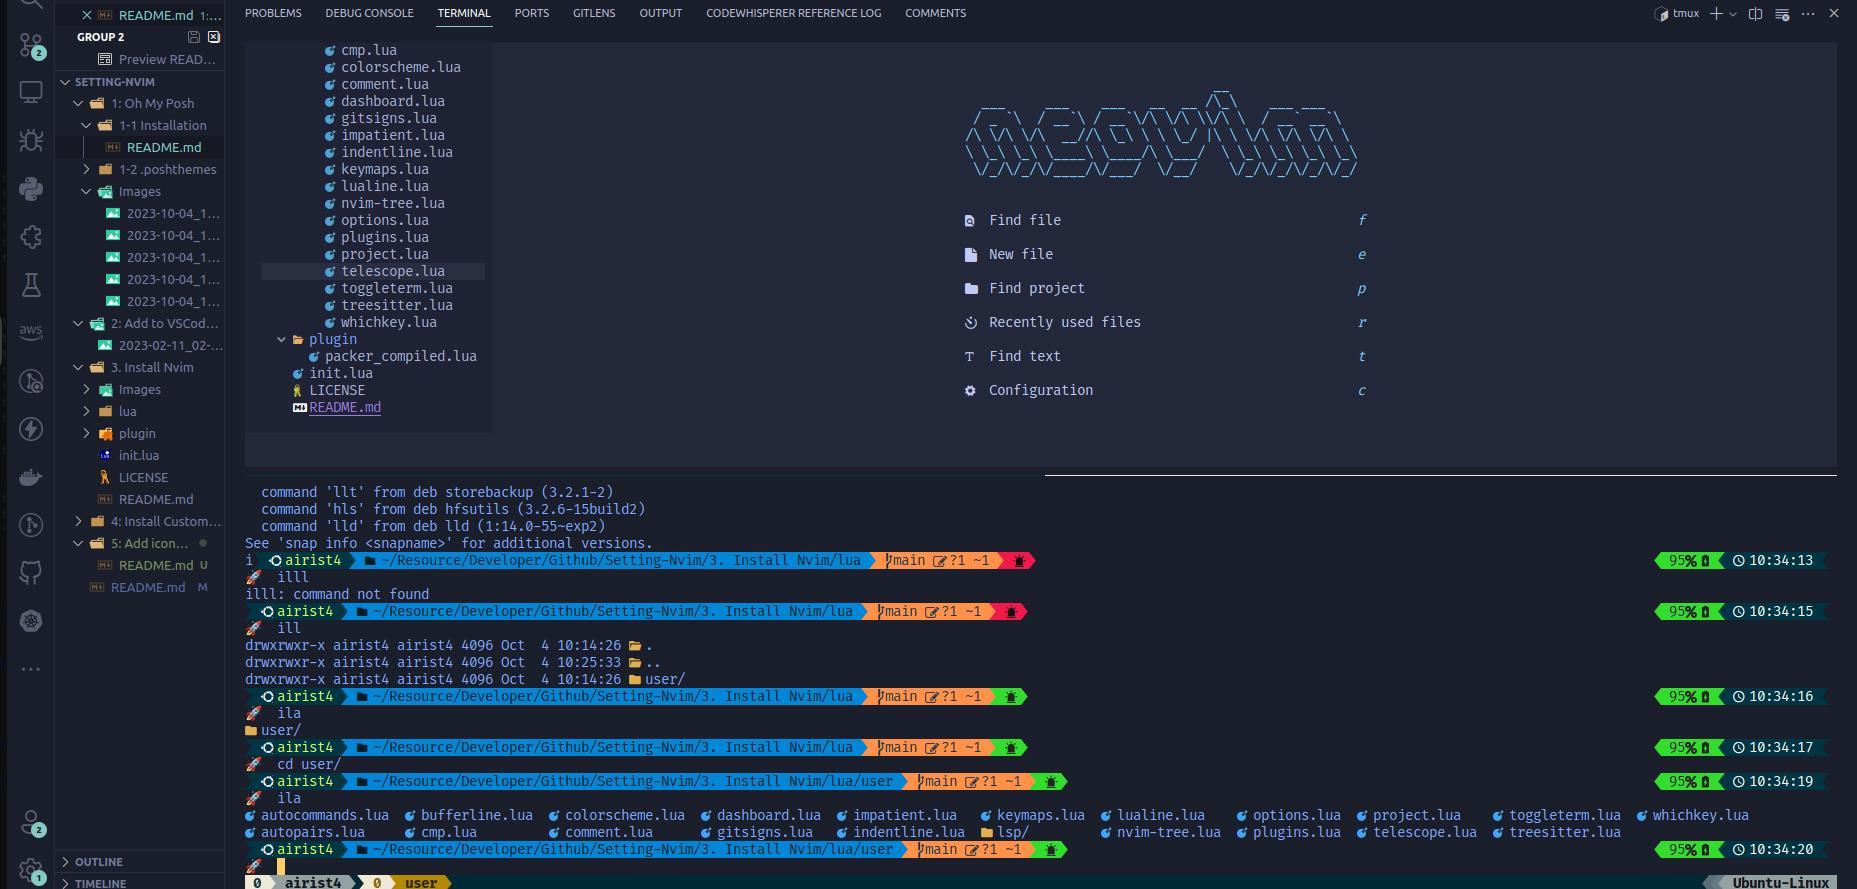 PROBLEMS DEBUG CONSOLE TERMINAL PORTS GITLENS OUTPUT CODEWHISPERER REFERENCE LOG COMMENTS
tmux
README.md 1:...
GROUP 2
Preview READ...
SETTING-NVIM
1: Oh My Posh
1-1 Installation
README.md
1-2 .poshthemes
Images
2023-10-04_1...
2023-10-04_1...
2023-10-04_1...
2023-10-04_1...
2023-10-04_1...
2: Add to VSCod...
2023-02-11_02-...
3. Install Nvim
Images
lua
plugin
init.lua
LICENSE
README.md
4: Install Custom...
5: Add icon...
README.md U
README.md M
OUTLINE
TIMELINE
2
aws
2
1
cmp.lua
colorscheme.lua
comment.lua
dashboard.lua
gitsigns.lua
impatient.lua
indentline.lua
keymaps.lua
lualine.lua
nvim-tree.lua
options.lua
plugins.lua
project.lua
telescope.lua
toggleterm.lua
treesitter.lua
whichkey.lua
plugin
packer_compiled.lua
init.lua
LICENSE
README.md
neovim
Find file f
New file e
Find project p
Recently used files r
Find text t
Configuration c
command 'llt' from deb storebackup (3.2.1-2)
command 'hls' from deb hfsutils (3.2.6-15build2)
command 'lld' from deb lld (1:14.0-55~exp2)
See 'snap info <snapname>' for additional versions.
i airist4 ~/Resource/Developer/Github/Setting-Nvim/3. Install Nvim/lua main ?1 ~1 95% 10:34:13
illl
illl: command not found
airist4 ~/Resource/Developer/Github/Setting-Nvim/3. Install Nvim/lua main ?1 ~1 95% 10:34:15
ill
drwxrwxr-x airist4 airist4 4096 Oct 4 10:14:26 .
drwxrwxr-x airist4 airist4 4096 Oct 4 10:25:33 ..
drwxrwxr-x airist4 airist4 4096 Oct 4 10:14:26 user/
airist4 ~/Resource/Developer/Github/Setting-Nvim/3. Install Nvim/lua main ?1 ~1 95% 10:34:16
ila
user/
airist4 ~/Resource/Developer/Github/Setting-Nvim/3. Install Nvim/lua main ?1 ~1 95% 10:34:17
cd user/
airist4 ~/Resource/Developer/Github/Setting-Nvim/3. Install Nvim/lua/user main ?1 ~1 95% 10:34:19
ila
autocommands.lua bufferline.lua colorscheme.lua dashboard.lua impatient.lua keymaps.lua lualine.lua options.lua project.lua toggleterm.lua whichkey.lua
autopairs.lua cmp.lua comment.lua gitsigns.lua indentline.lua lsp/ nvim-tree.lua plugins.lua telescope.lua treesitter.lua
airist4 ~/Resource/Developer/Github/Setting-Nvim/3. Install Nvim/lua/user main ?1 ~1 95% 10:34:20
0 airist4 0 user Ubuntu-Linux